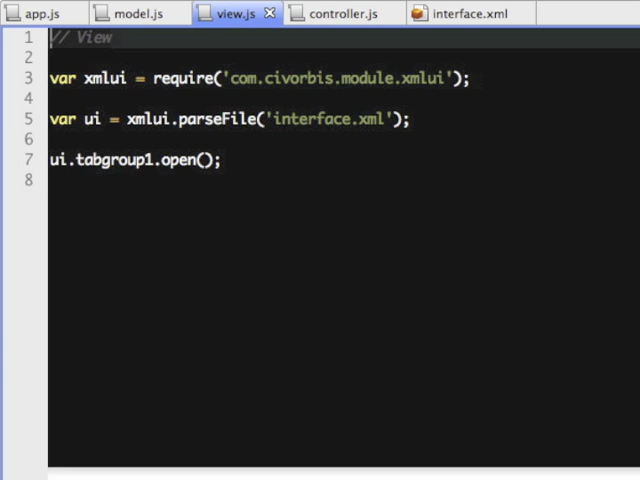 app.js model.js view.js controller.js interface.xml
1 // View
2
3 var xmlui = require('com.civorbis.module.xmlui');
4
5 var ui = xmlui.parseFile('interface.xml');
6
7 ui.tabgroup1.open();
8